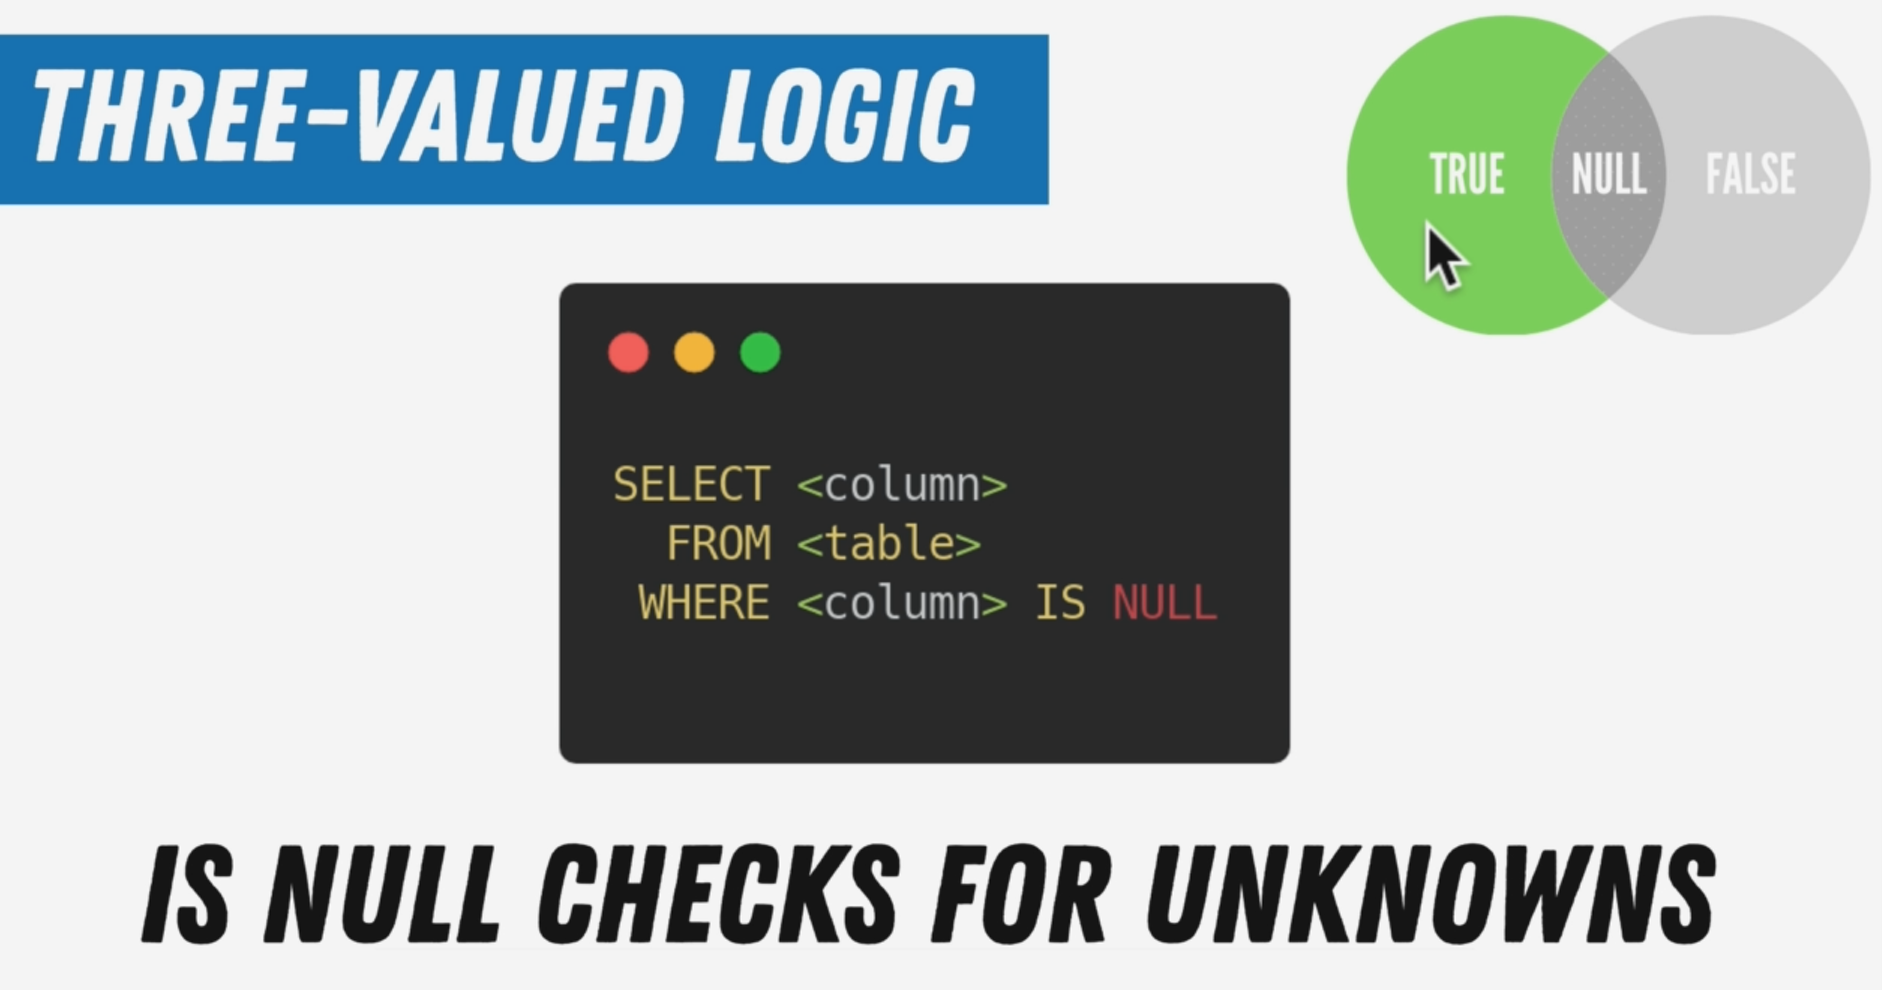 THREE-VALUED LOGIC
TRUE NULL FALSE
SELECT <column>
FROM <table>
WHERE <column> IS NULL
IS NULL CHECKS FOR UNKNOWNS